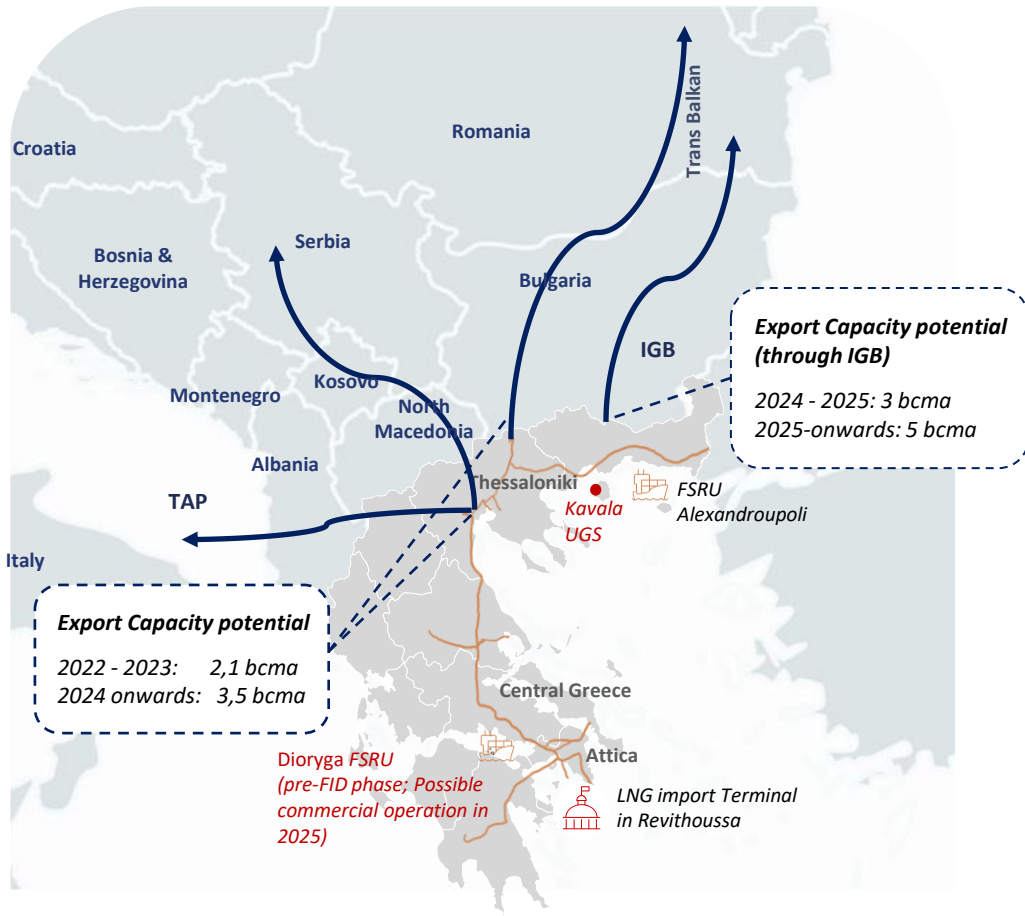 Croatia
Romania
Trans Balkan
Bosnia &
Herzegovina
Serbia
Bulgaria
Export Capacity potential
(through IGB)
2024 - 2025: 3 bcma
2025-onwards: 5 bcma
IGB
Kosovo
Montenegro
North
Macedonia
Albania
Thessaloniki
TAP
Kavala
UGS
FSRU
Alexandroupoli
Italy
Export Capacity potential
2022 - 2023: 2,1 bcma
2024 onwards: 3,5 bcma
Central Greece
Attica
Dioryga FSRU
(pre-FID phase; Possible
commercial operation in
2025)
LNG import Terminal
in Revithoussa